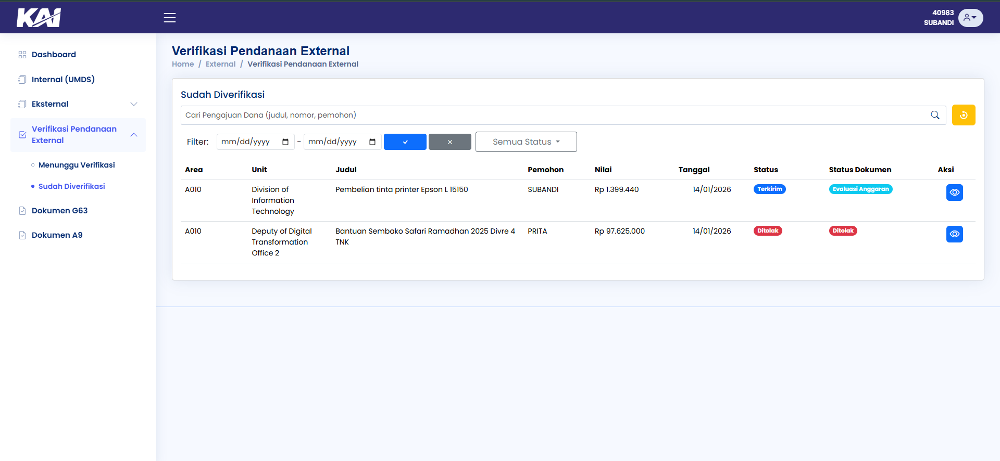 KAI
40983
SUBANDI
Dashboard
Internal (UMDS)
Eksternal
Verifikasi Pendanaan
External
Menunggu Verifikasi
Sudah Diverifikasi
Dokumen G63
Dokumen A9
Verifikasi Pendanaan External
Home / External / Verifikasi Pendanaan External
Sudah Diverifikasi
Cari Pengajuan Dana (judul, nomor, pemohon)
Filter: mm/dd/yyyy - mm/dd/yyyy Semua Status
Area Unit Judul Pemohon Nilai Tanggal Status Status Dokumen Aksi
A010 Division of Pembelian tinta printer Epson L 15150 SUBANDI Rp 1.399.440 14/01/2026 Terkirim Evaluasi Anggaran
Information
Technology
A010 Deputy of Digital Bantuan Sembako Safari Ramadhan 2025 Divre 4 PRITA Rp 97.625.000 14/01/2026 Ditolak Ditolak
Transformation TNK
Office 2